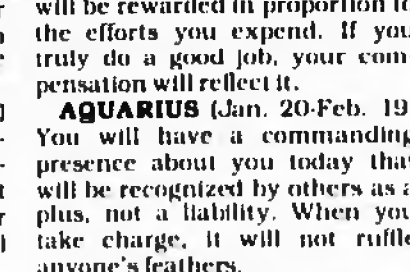 will be rewarded in proportion to
the efforts you expend. If you
truly do a good job, your com-
pensation will reflect it.
AQUARIUS (Jan. 20-Feb. 19
You will have a commanding
presence about you today that
will be recognized by others as a
plus, not a liability. When you
take charge, it will not ruffle
anyone's feathers.